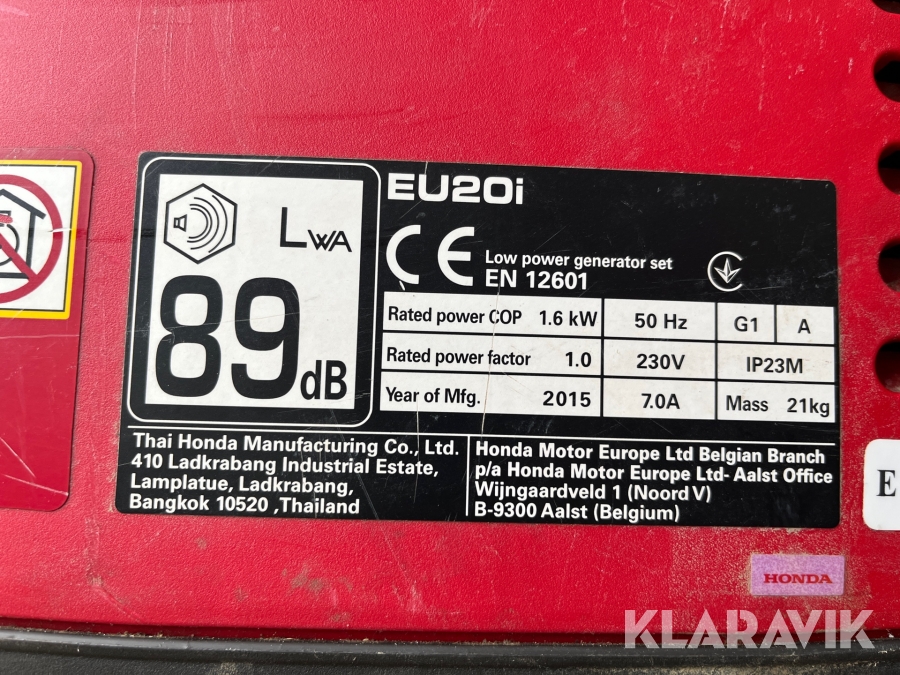 EU20i
LWA
89 dB
CE
Low power generator set
EN 12601
Rated power COP 1.6 kW 50 Hz G1 A
Rated power factor 1.0 230V IP23M
Year of Mfg. 2015 7.0A Mass 21kg
Thai Honda Manufacturing Co., Ltd.
410 Ladkrabang Industrial Estate,
Lamplatue, Ladkrabang,
Bangkok 10520 ,Thailand
Honda Motor Europe Ltd Belgian Branch
p/a Honda Motor Europe Ltd- Aalst Office
Wijngaardveld 1 (Noord V)
B-9300 Aalst (Belgium)
E
HONDA
KLARAVIK